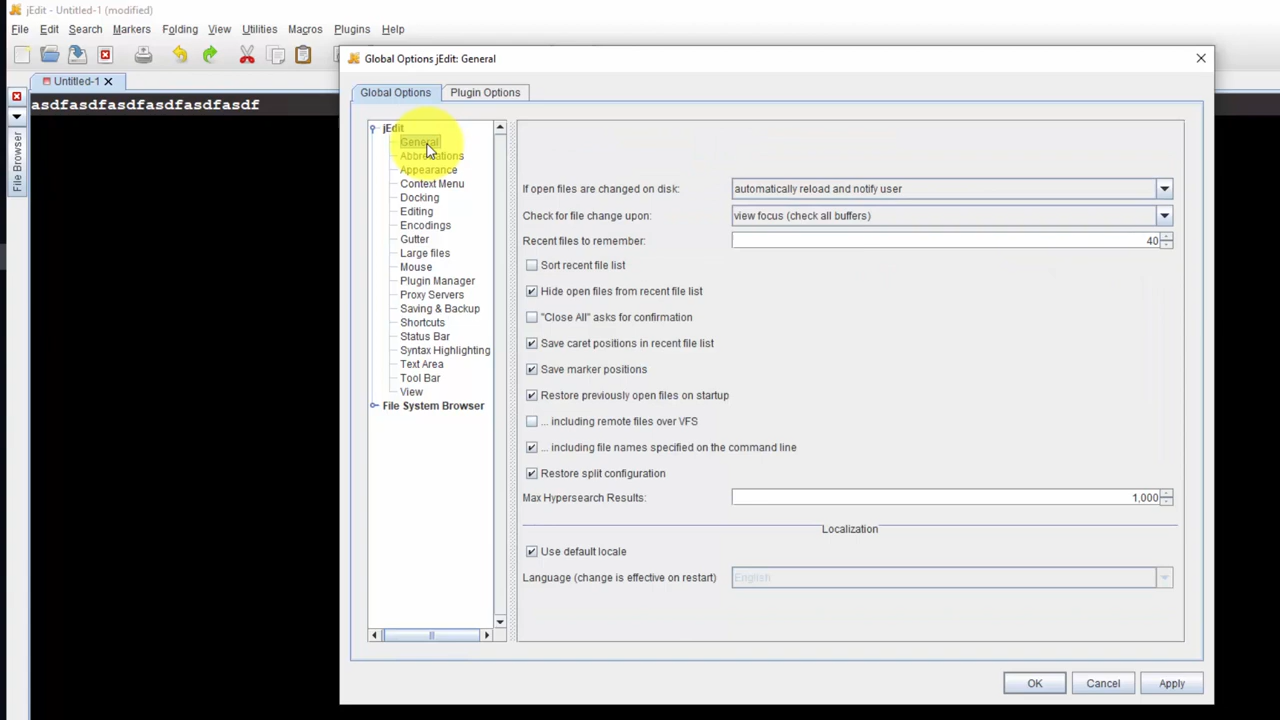 jEdit - Untitled-1 (modified)
File Edit Search Markers Folding View Utilities Macros Plugins Help
Untitled-1
asdfasdfasdfasdfasdfasdf
File Browser
Global Options jEdit: General
Global Options Plugin Options
jEdit
General
Abbreviations
Appearance
Context Menu
Docking
Editing
Encodings
Gutter
Large files
Mouse
Plugin Manager
Proxy Servers
Saving & Backup
Shortcuts
Status Bar
Syntax Highlighting
Text Area
Tool Bar
View
File System Browser
If open files are changed on disk: automatically reload and notify user
Check for file change upon: view focus (check all buffers)
Recent files to remember: 40
Sort recent file list
Hide open files from recent file list
"Close All" asks for confirmation
Save caret positions in recent file list
Save marker positions
Restore previously open files on startup
... including remote files over VFS
... including file names specified on the command line
Restore split configuration
Max Hypersearch Results: 1,000
Localization
Use default locale
Language (change is effective on restart) English
OK Cancel Apply